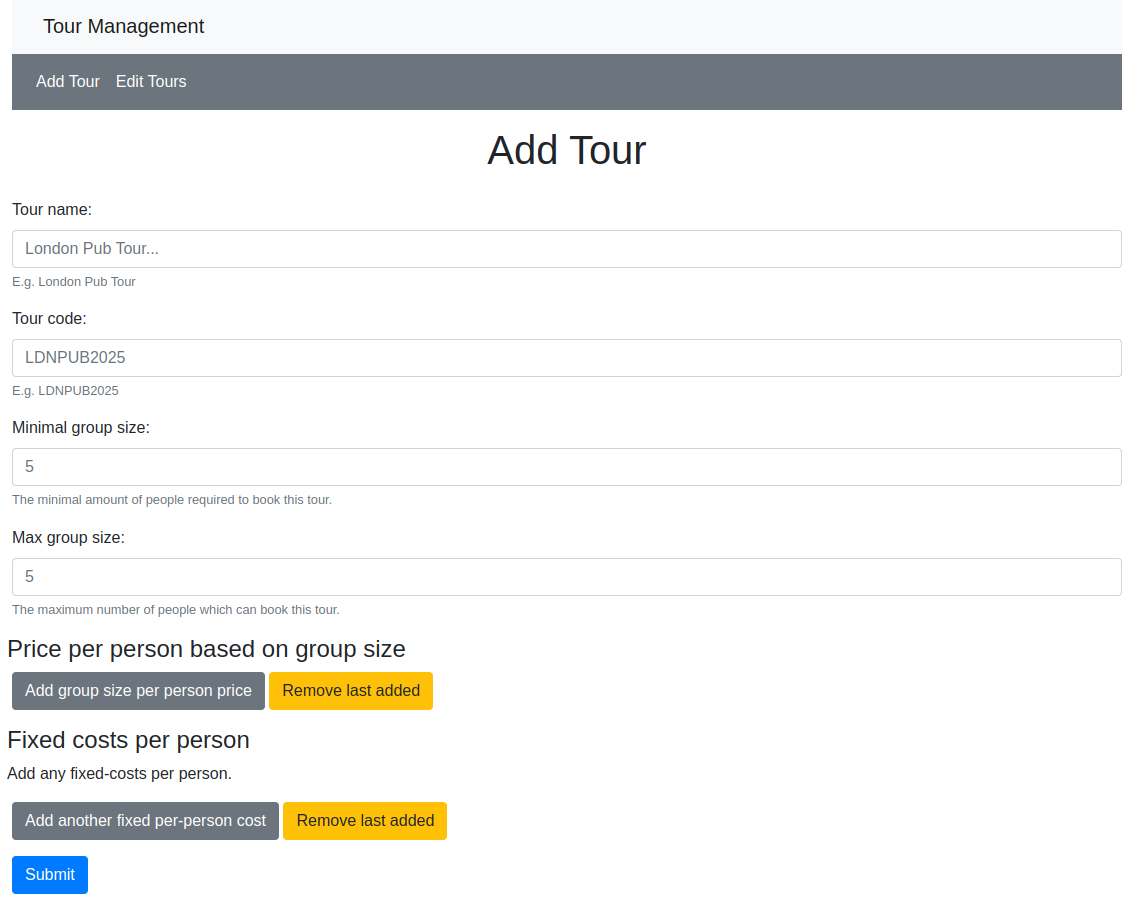 Tour Management
Add Tour Edit Tours
Add Tour
Tour name:
London Pub Tour...
E.g. London Pub Tour
Tour code:
LDNPUB2025
E.g. LDNPUB2025
Minimal group size:
5
The minimal amount of people required to book this tour.
Max group size:
5
The maximum number of people which can book this tour.
Price per person based on group size
Add group size per person price Remove last added
Fixed costs per person
Add any fixed-costs per person.
Add another fixed per-person cost Remove last added
Submit